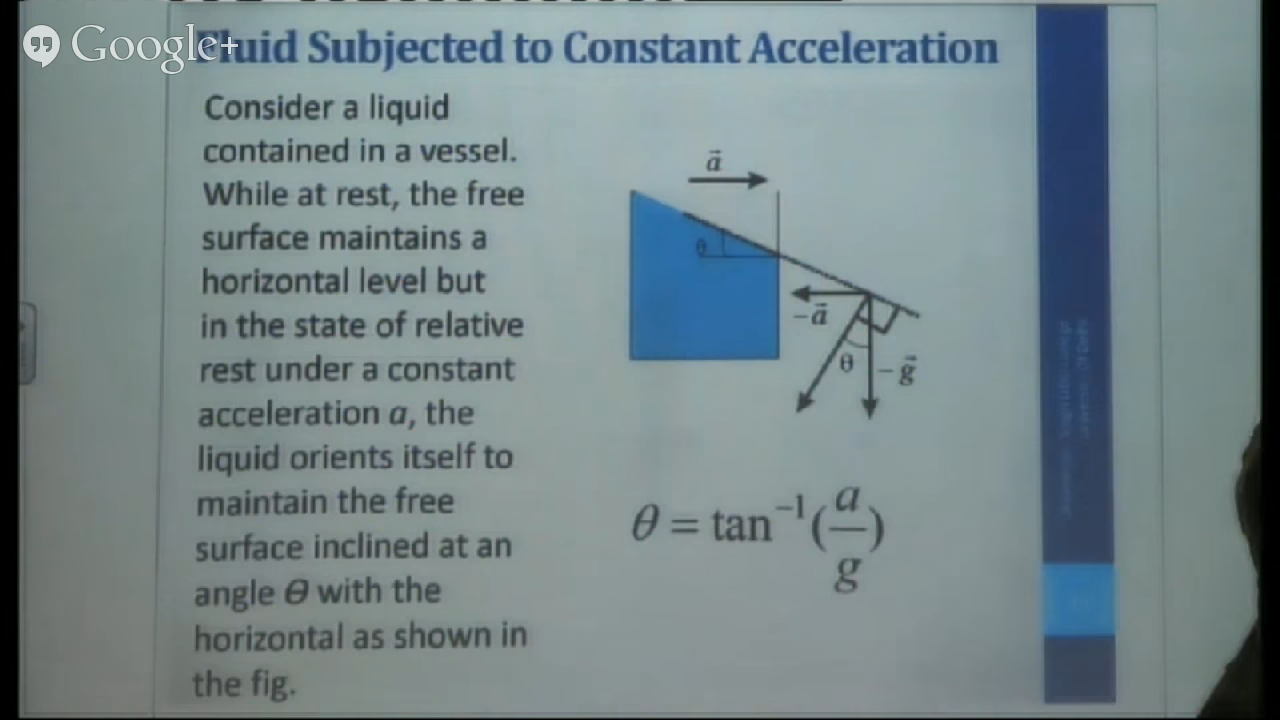 Google+
Fluid Subjected to Constant Acceleration
Consider a liquid
contained in a vessel.
While at rest, the free
surface maintains a
horizontal level but
in the state of relative
rest under a constant
acceleration a, the
liquid orients itself to
maintain the free
surface inclined at an
angle θ with the
horizontal as shown in
the fig.
a⃗
θ
−a⃗
θ
−g⃗
θ = tan⁻¹(a/g)